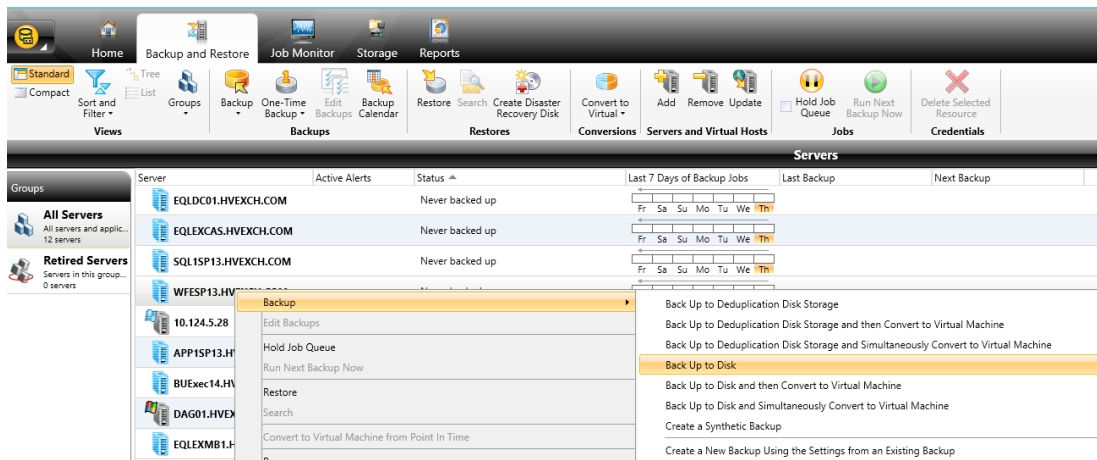 Home Backup and Restore Job Monitor Storage Reports
Standard
Compact
Sort and Filter
Tree
List
Groups
Views
Backup
One-Time Backup
Edit Backups
Backup Calendar
Backups
Restore
Search
Create Disaster Recovery Disk
Restores
Convert to Virtual
Conversions
Add
Remove
Update
Servers and Virtual Hosts
Hold Job Queue
Run Next Backup Now
Jobs
Delete Selected Resource
Credentials
Servers
Groups
All Servers
All servers and applic...
12 servers
Retired Servers
Servers in this group...
0 servers
Server Active Alerts Status Last 7 Days of Backup Jobs Last Backup Next Backup
EQLDC01.HVEXCH.COM Never backed up
Fr Sa Su Mo Tu We Th
EQLEXCAS.HVEXCH.COM Never backed up
Fr Sa Su Mo Tu We Th
SQL1SP13.HVEXCH.COM Never backed up
Fr Sa Su Mo Tu We Th
WFESP13.HV
10.124.5.28
APP1SP13.H
BUExec14.HV
DAG01.HVEX
EQLEXMB1.H
Backup
Edit Backups
Hold Job Queue
Run Next Backup Now
Restore
Search
Convert to Virtual Machine from Point In Time
Back Up to Deduplication Disk Storage
Back Up to Deduplication Disk Storage and then Convert to Virtual Machine
Back Up to Deduplication Disk Storage and Simultaneously Convert to Virtual Machine
Back Up to Disk
Back Up to Disk and then Convert to Virtual Machine
Back Up to Disk and Simultaneously Convert to Virtual Machine
Create a Synthetic Backup
Create a New Backup Using the Settings from an Existing Backup